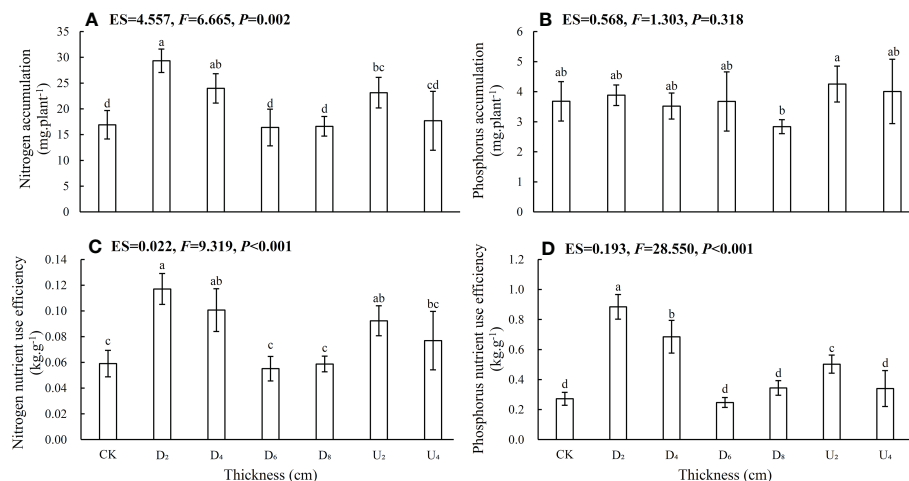 A ES=4.557, F=6.665, P=0.002
Nitrogen accumulation
(mg.plant⁻¹)
35
30
25
20
15
10
5
0
d
a
ab
d
d
bc
cd
B ES=0.568, F=1.303, P=0.318
Phosphorus accumulation
(mg.plant⁻¹)
6
5
4
3
2
1
0
ab
ab
ab
ab
b
a
ab
C ES=0.022, F=9.319, P<0.001
Nitrogen nutrient use efficiency
(kg.g⁻¹)
0.14
0.12
0.10
0.08
0.06
0.04
0.02
0.00
c
a
ab
c
c
ab
bc
CK D₂ D₄ D₆ D₈ U₂ U₄
Thickness (cm)
D ES=0.193, F=28.550, P<0.001
Phosphorus nutrient use efficiency
(kg.g⁻¹)
1.2
1.0
0.8
0.6
0.4
0.2
0.0
d
a
b
d
d
c
d
CK D₂ D₄ D₆ D₈ U₂ U₄
Thickness (cm)